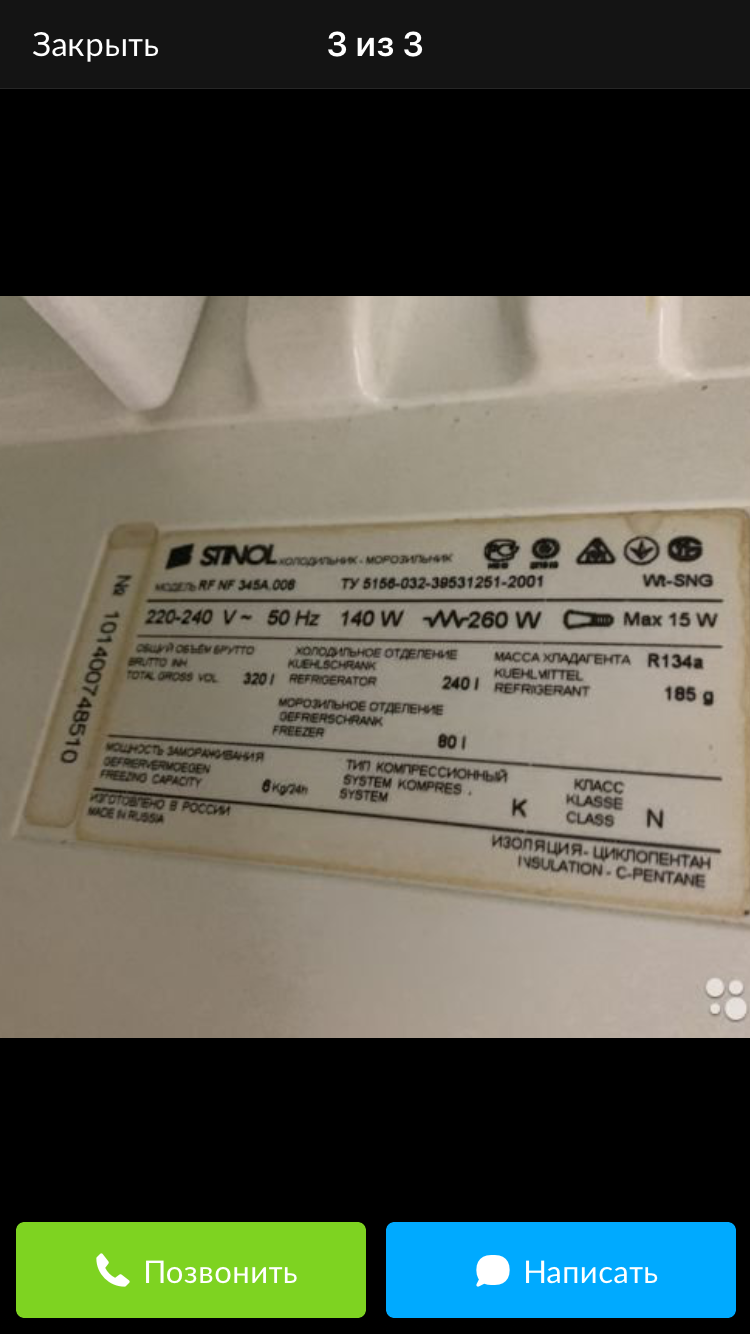 Закрыть
3 из 3
STINOL ХОЛОДИЛЬНИК - МОРОЗИЛЬНИК
МОДЕЛЬ RF NF 345A.008
ТУ 5156-032-39531251-2001
Wt-SNG
№ 101400748510
220-240 V ~ 50 Hz 140 W 260 W Max 15 W
ОБЩИЙ ОБЪЕМ БРУТТО
BRUTTO INH
TOTAL GROSS VOL. 320 l
ХОЛОДИЛЬНОЕ ОТДЕЛЕНИЕ
KUEHLSCHRANK
REFRIGERATOR 240 l
МАССА ХЛАДАГЕНТА R134a
KUEHLMITTEL
REFRIGERANT 185 g
МОРОЗИЛЬНОЕ ОТДЕЛЕНИЕ
GEFRIERSCHRANK
FREEZER 80 l
МОЩНОСТЬ ЗАМОРАЖИВАНИЯ
GEFRIERVERMOEGEN
FREEZING CAPACITY 6 Kg/24h
ТИП КОМПРЕССИОННЫЙ
SYSTEM KOMPRES .
SYSTEM K
КЛАСС
KLASSE
CLASS N
ИЗГОТОВЛЕНО В РОССИИ
MADE IN RUSSIA
ИЗОЛЯЦИЯ - ЦИКЛОПЕНТАН
INSULATION - C-PENTANE
Позвонить
Написать